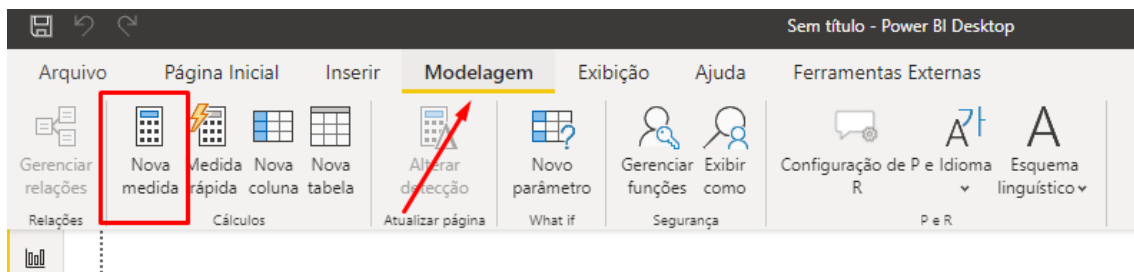 Sem título - Power BI Desktop
Arquivo Página Inicial Inserir Modelagem Exibição Ajuda Ferramentas Externas
Gerenciar relações
Nova medida
Medida rápida
Nova coluna
Nova tabela
Alterar detecção
Novo parâmetro
Gerenciar funções
Exibir como
Configuração de P e R
Idioma
Esquema linguístico
Relações Cálculos Atualizar página What if Segurança P e R